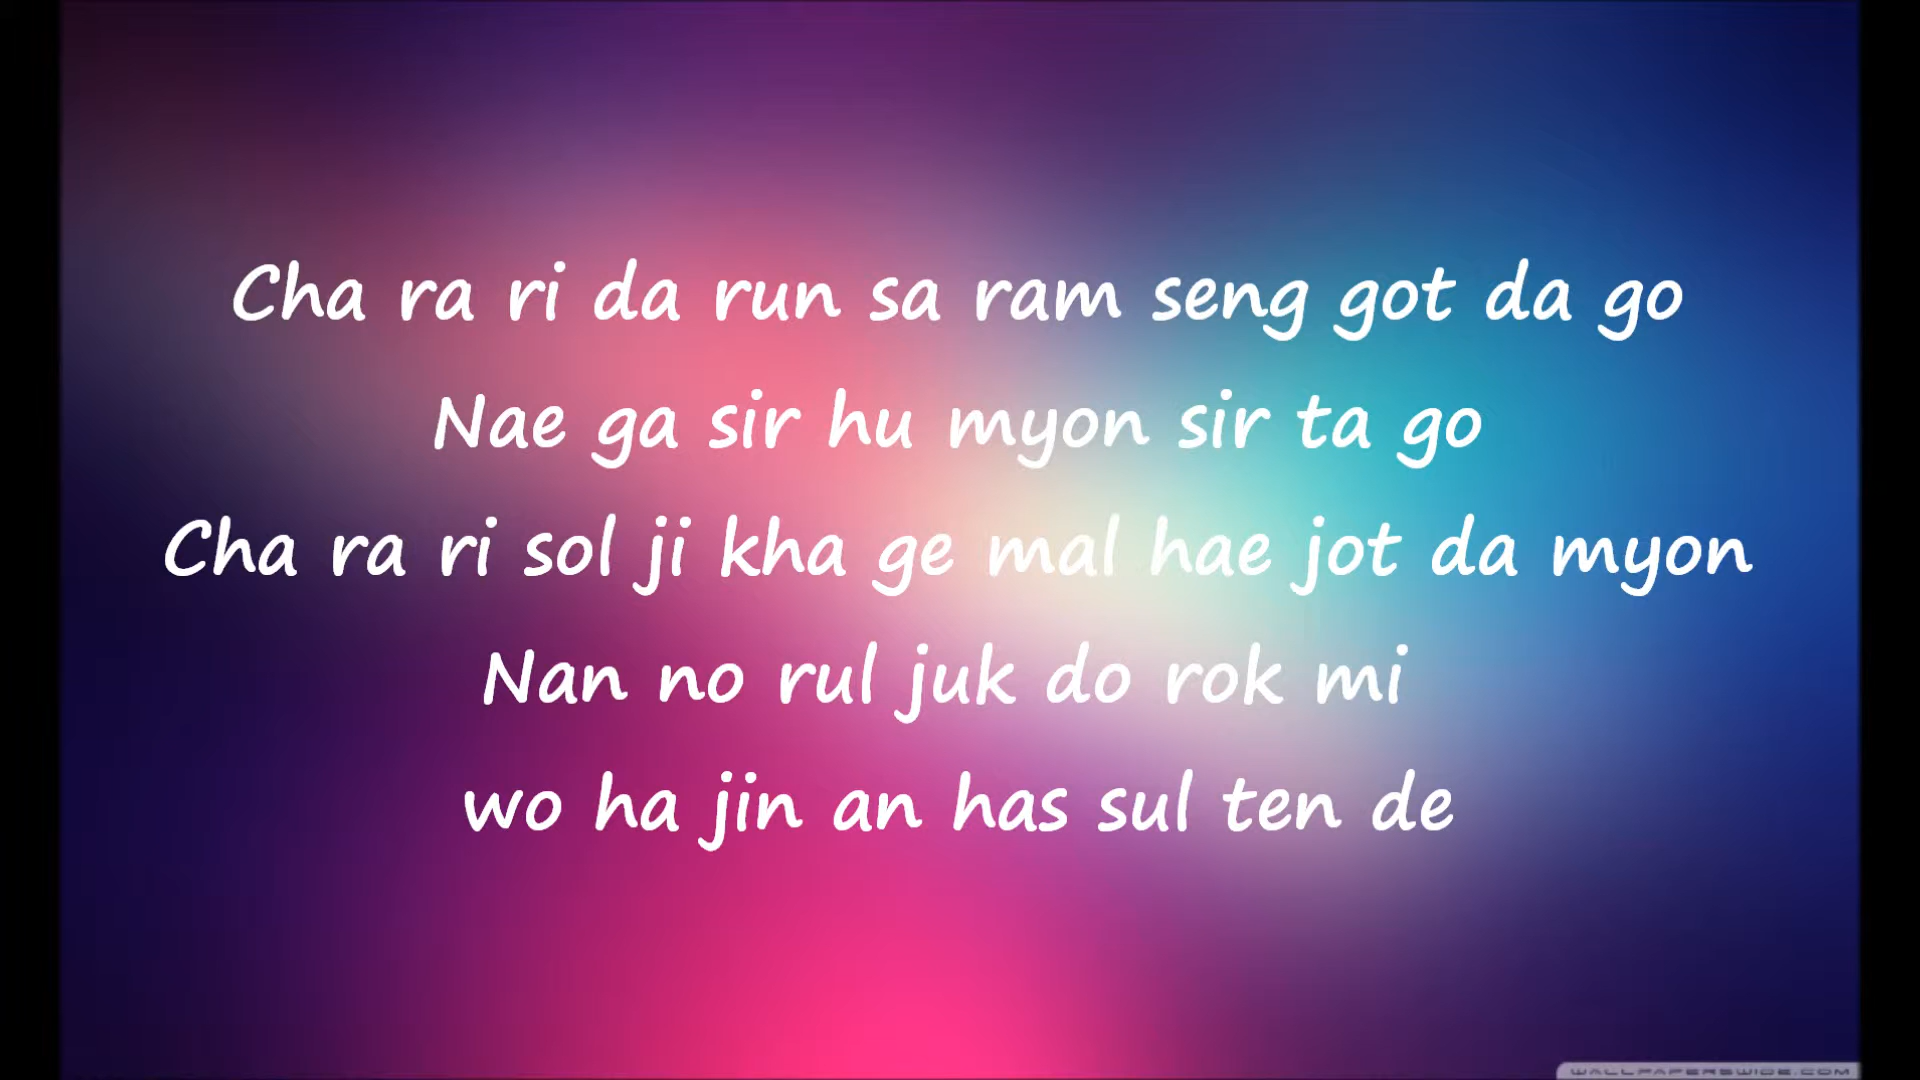 Cha ra ri da run sa ram seng got da go
Nae ga sir hu myon sir ta go
Cha ra ri sol ji kha ge mal hae jot da myon
Nan no rul juk do rok mi
wo ha jin an has sul ten de
WALLPAPERSWIDE.COM